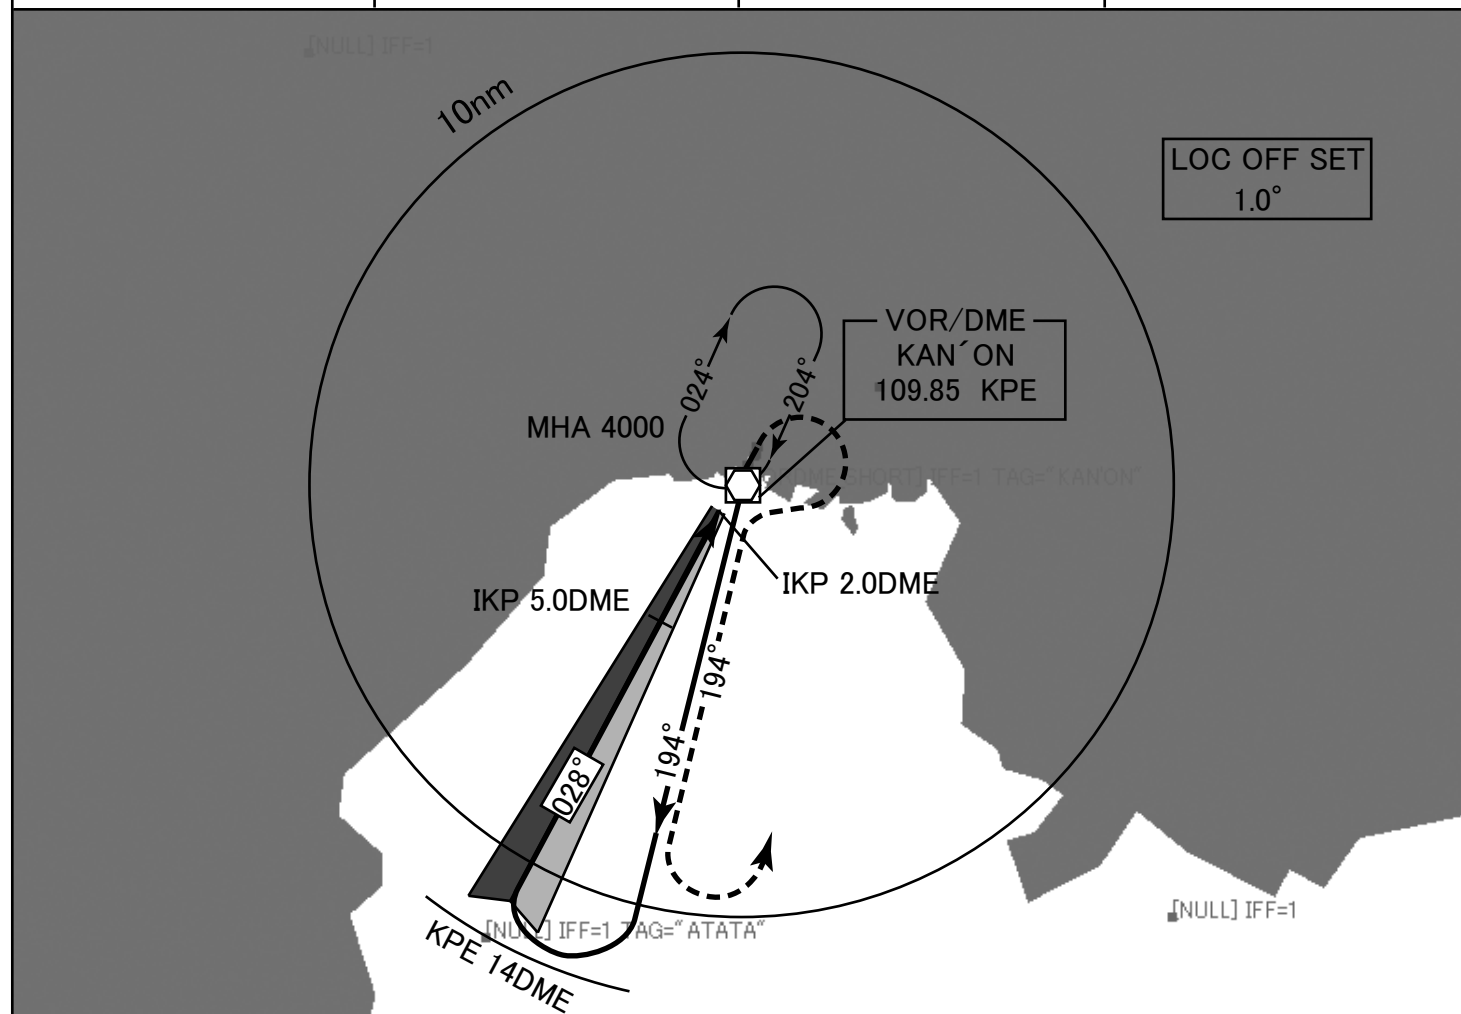 [NULL] IFF=1
10nm
LOC OFF SET
1.0°
VOR/DME
KAN´ON
109.85 KPE
024°
204°
MHA 4000
[VORDME SHORT] IFF=1 TAG="KAN'ON"
IKP 5.0DME
IKP 2.0DME
194°
194°
028°
[NULL] IFF=1
[NULL] IFF=1 TAG="ATATA"
KPE 14DME